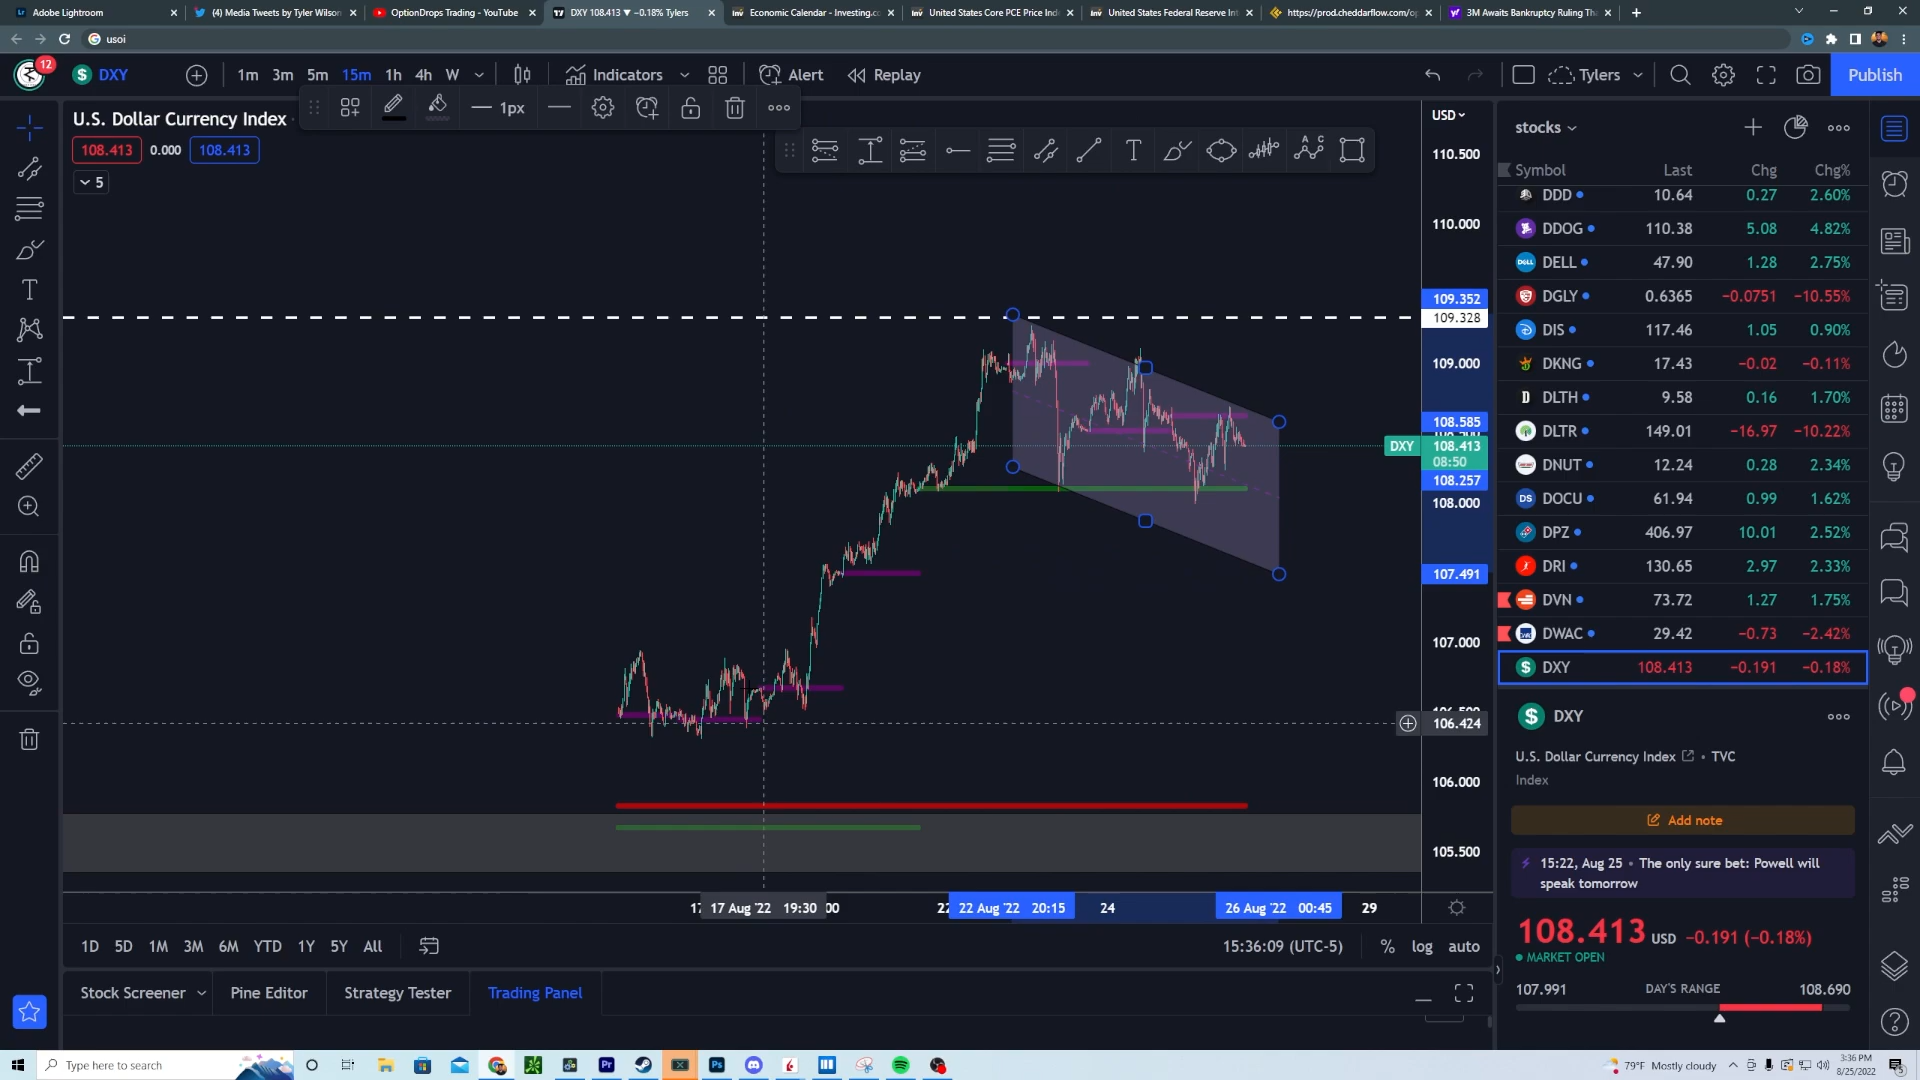 Adobe Lightroom
(4) Media Tweets by Tyler Wilson
OptionDrops Trading - YouTube
DXY 108.413 ▼ −0.18% Tylers
Economic Calendar - Investing.co
United States Core PCE Price Ind
United States Federal Reserve Int
https://prod.cheddarflow.com/op
3M Awaits Bankruptcy Ruling Tha
usoi
12
DXY
1m 3m 5m 15m 1h 4h W
Indicators
Alert
Replay
Tylers
Publish
1px
U.S. Dollar Currency Index
108.413 0.000 108.413
5
USD
110.500
110.000
109.352
109.328
109.000
108.585
DXY 108.413
08:50
108.257
108.000
107.491
107.000
106.424
106.000
105.500
17 Aug '22 19:30
22 Aug '22 20:15
24
26 Aug '22 00:45
29
1D 5D 1M 3M 6M YTD 1Y 5Y All
15:36:09 (UTC-5)
% log auto
Stock Screener
Pine Editor
Strategy Tester
Trading Panel
stocks
Symbol Last Chg Chg%
DDD 10.64 0.27 2.60%
DDOG 110.38 5.08 4.82%
DELL 47.90 1.28 2.75%
DGLY 0.6365 −0.0751 −10.55%
DIS 117.46 1.05 0.90%
DKNG 17.43 −0.02 −0.11%
DLTH 9.58 0.16 1.70%
DLTR 149.01 −16.97 −10.22%
DNUT 12.24 0.28 2.34%
DOCU 61.94 0.99 1.62%
DPZ 406.97 10.01 2.52%
DRI 130.65 2.97 2.33%
DVN 73.72 1.27 1.75%
DWAC 29.42 −0.73 −2.42%
DXY 108.413 −0.191 −0.18%
DXY
U.S. Dollar Currency Index • TVC
Index
Add note
15:22, Aug 25 • The only sure bet: Powell will
speak tomorrow
108.413 USD −0.191 (−0.18%)
MARKET OPEN
107.991 DAY'S RANGE 108.690
Type here to search
79°F Mostly cloudy
3:36 PM
8/25/2022